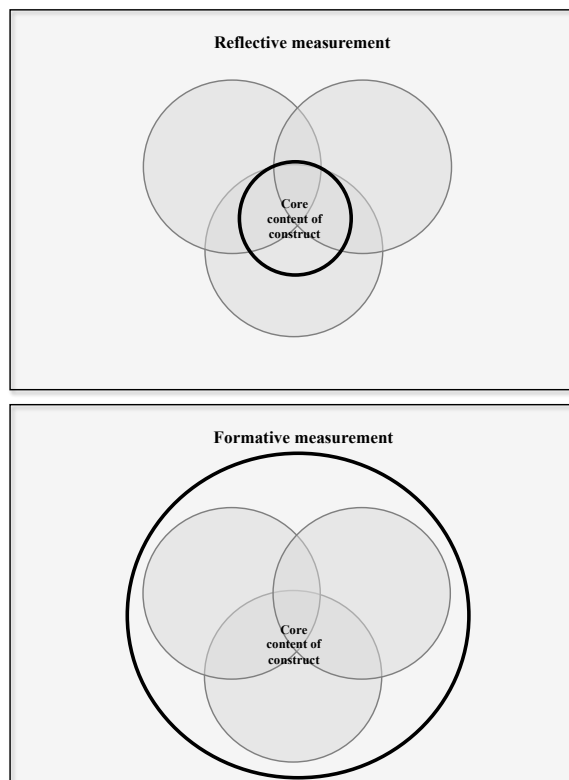 Reflective measurement
Core
content of
construct
Formative measurement
Core
content of
construct